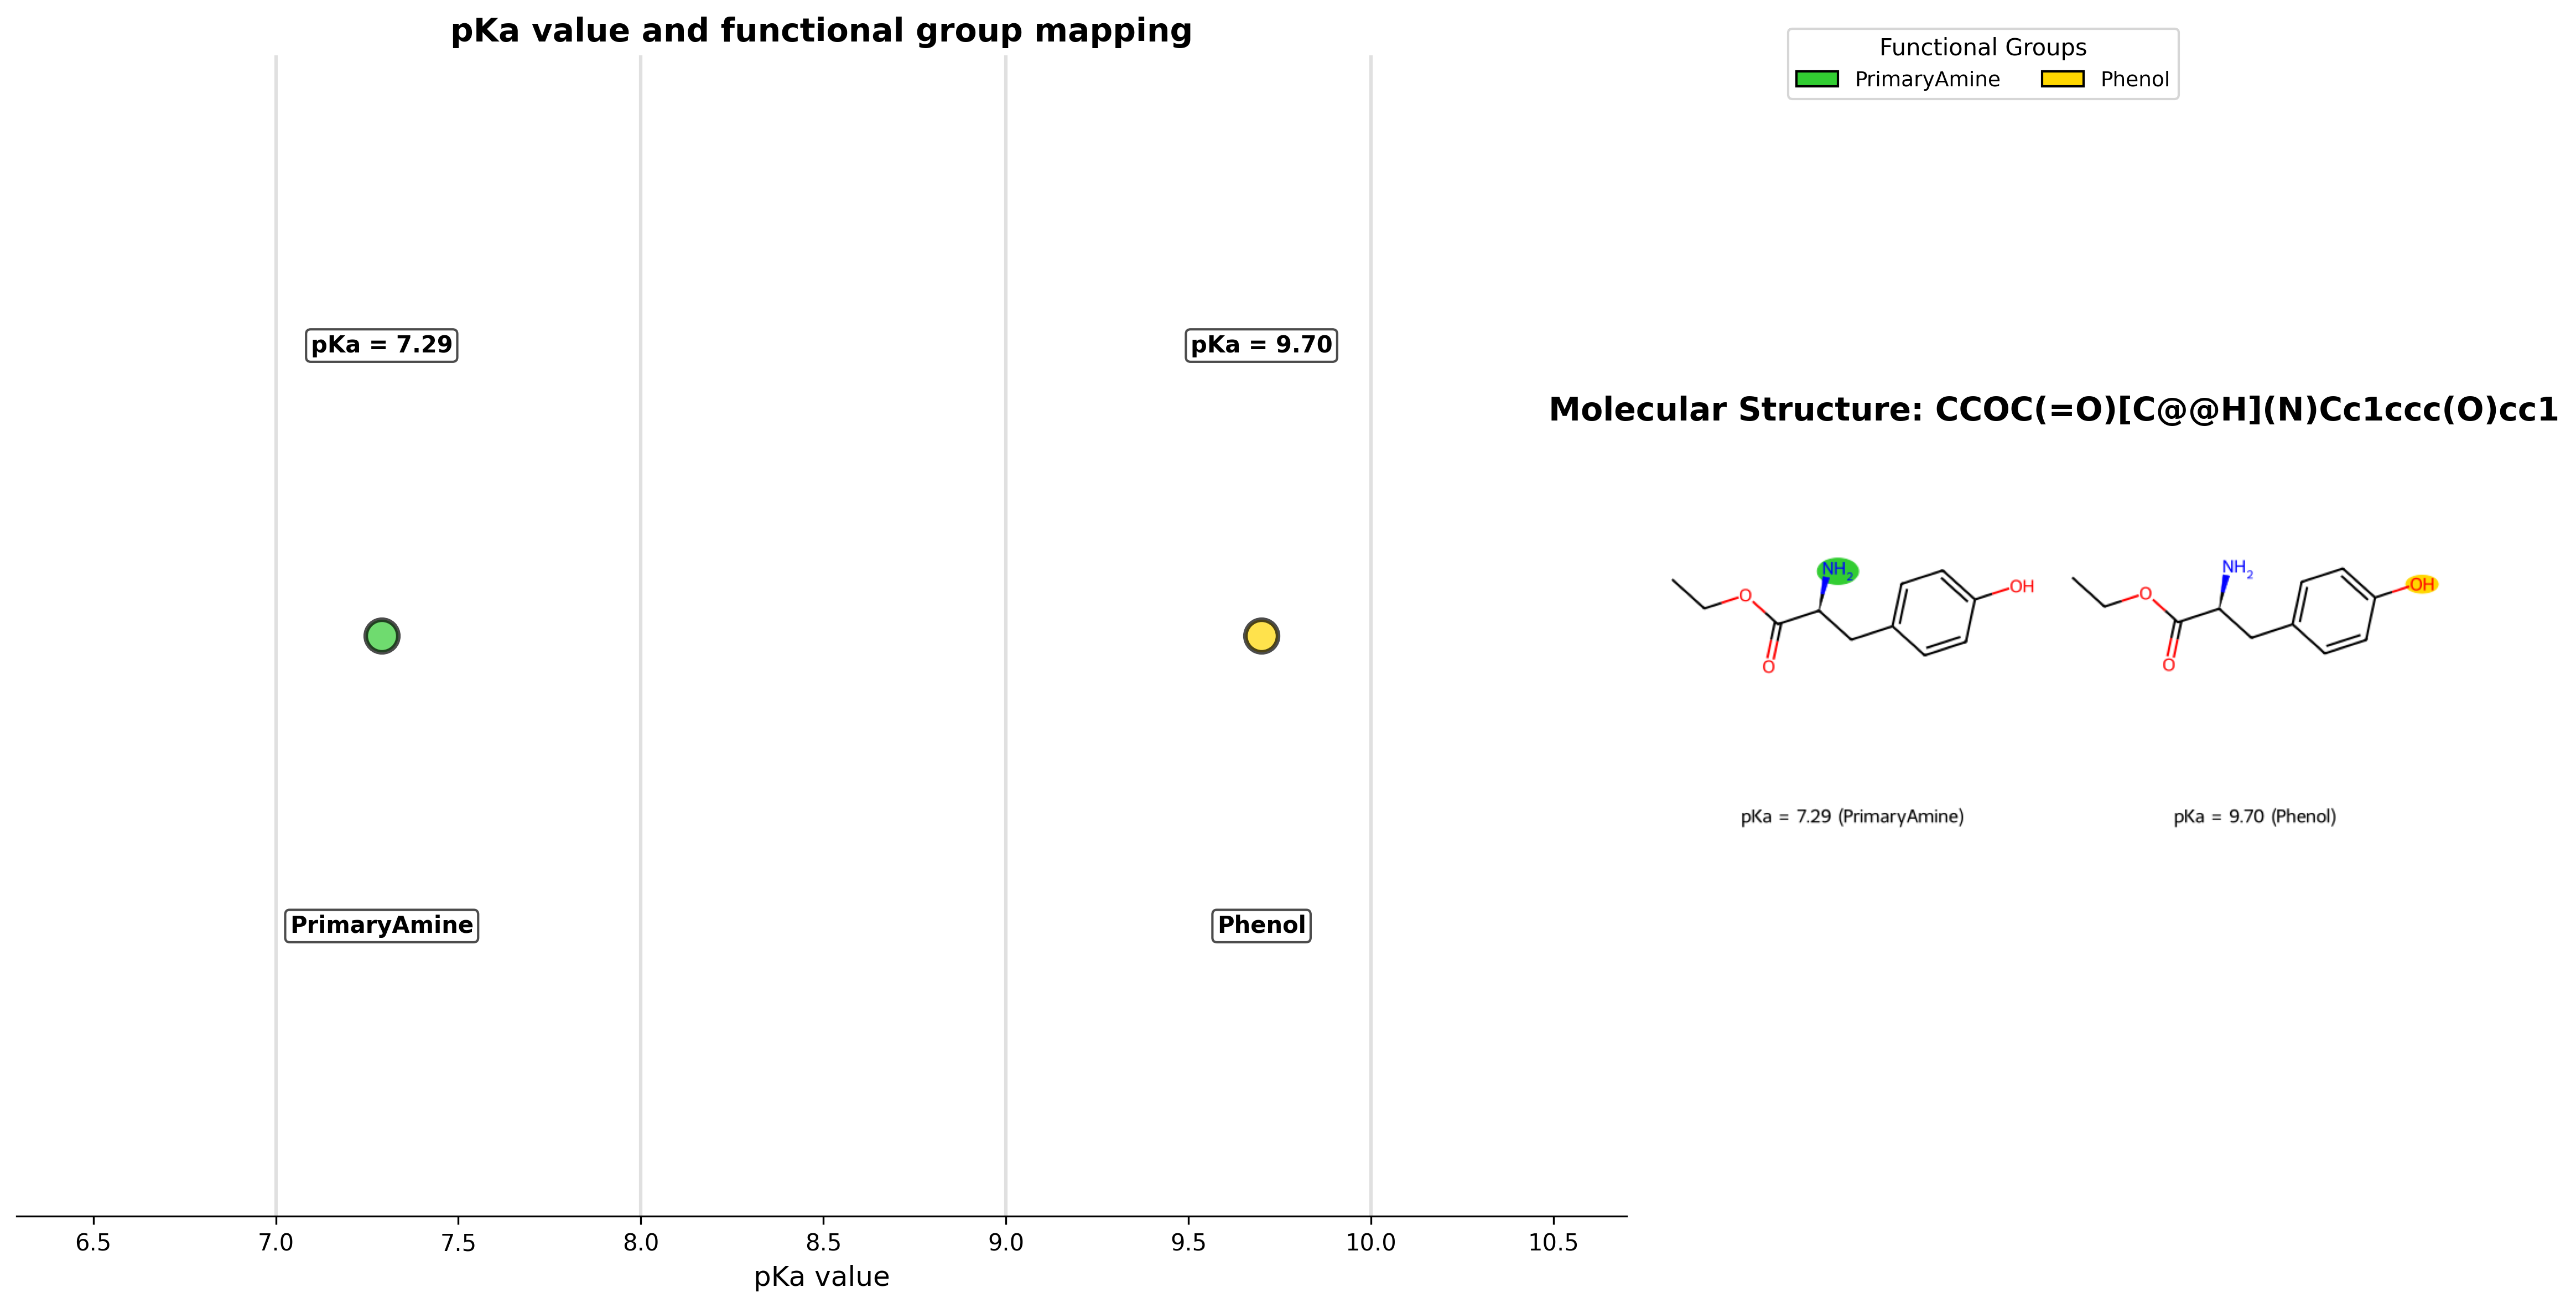 pKa value and functional group mapping
pKa = 7.29
pKa = 9.70
PrimaryAmine
Phenol
6.5 7.0 7.5 8.0 8.5 9.0 9.5 10.0 10.5
pKa value
Functional Groups
PrimaryAmine Phenol
Molecular Structure: CCOC(=O)[C@@H](N)Cc1ccc(O)cc1
NH2
OH
O
O
NH2
OH
O
O
pKa = 7.29 (PrimaryAmine)
pKa = 9.70 (Phenol)